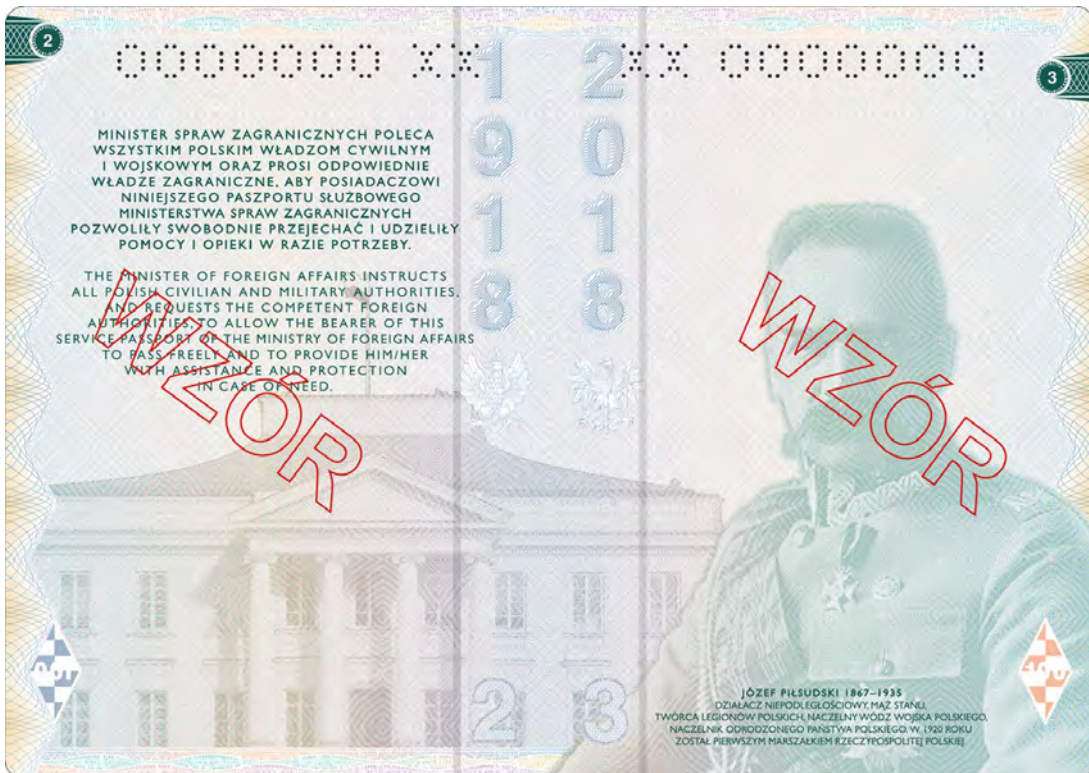 2
0000000 XX
XX 0000000
3
1918
2018
MINISTER SPRAW ZAGRANICZNYCH POLECA
WSZYSTKIM POLSKIM WŁADZOM CYWILNYM
I WOJSKOWYM ORAZ PROSI ODPOWIEDNIE
WŁADZE ZAGRANICZNE, ABY POSIADACZOWI
NINIEJSZEGO PASZPORTU SŁUŻBOWEGO
MINISTERSTWA SPRAW ZAGRANICZNYCH
POZWOLIŁY SWOBODNIE PRZEJECHAĆ I UDZIELIŁY
POMOCY I OPIEKI W RAZIE POTRZEBY.
THE MINISTER OF FOREIGN AFFAIRS INSTRUCTS
ALL POLISH CIVILIAN AND MILITARY AUTHORITIES,
AND REQUESTS THE COMPETENT FOREIGN
AUTHORITIES, TO ALLOW THE BEARER OF THIS
SERVICE PASSPORT OF THE MINISTRY OF FOREIGN AFFAIRS
TO PASS FREELY AND TO PROVIDE HIM/HER
WITH ASSISTANCE AND PROTECTION
IN CASE OF NEED.
WZÓR
WZÓR
2
3
JÓZEF PIŁSUDSKI 1867–1935
DZIAŁACZ NIEPODLEGŁOŚCIOWY, MĄŻ STANU,
TWÓRCA LEGIONÓW POLSKICH, NACZELNY WÓDZ WOJSKA POLSKIEGO,
NACZELNIK ODRODZONEGO PAŃSTWA POLSKIEGO. W 1920 ROKU
ZOSTAŁ PIERWSZYM MARSZAŁKIEM RZECZYPOSPOLITEJ POLSKIEJ.